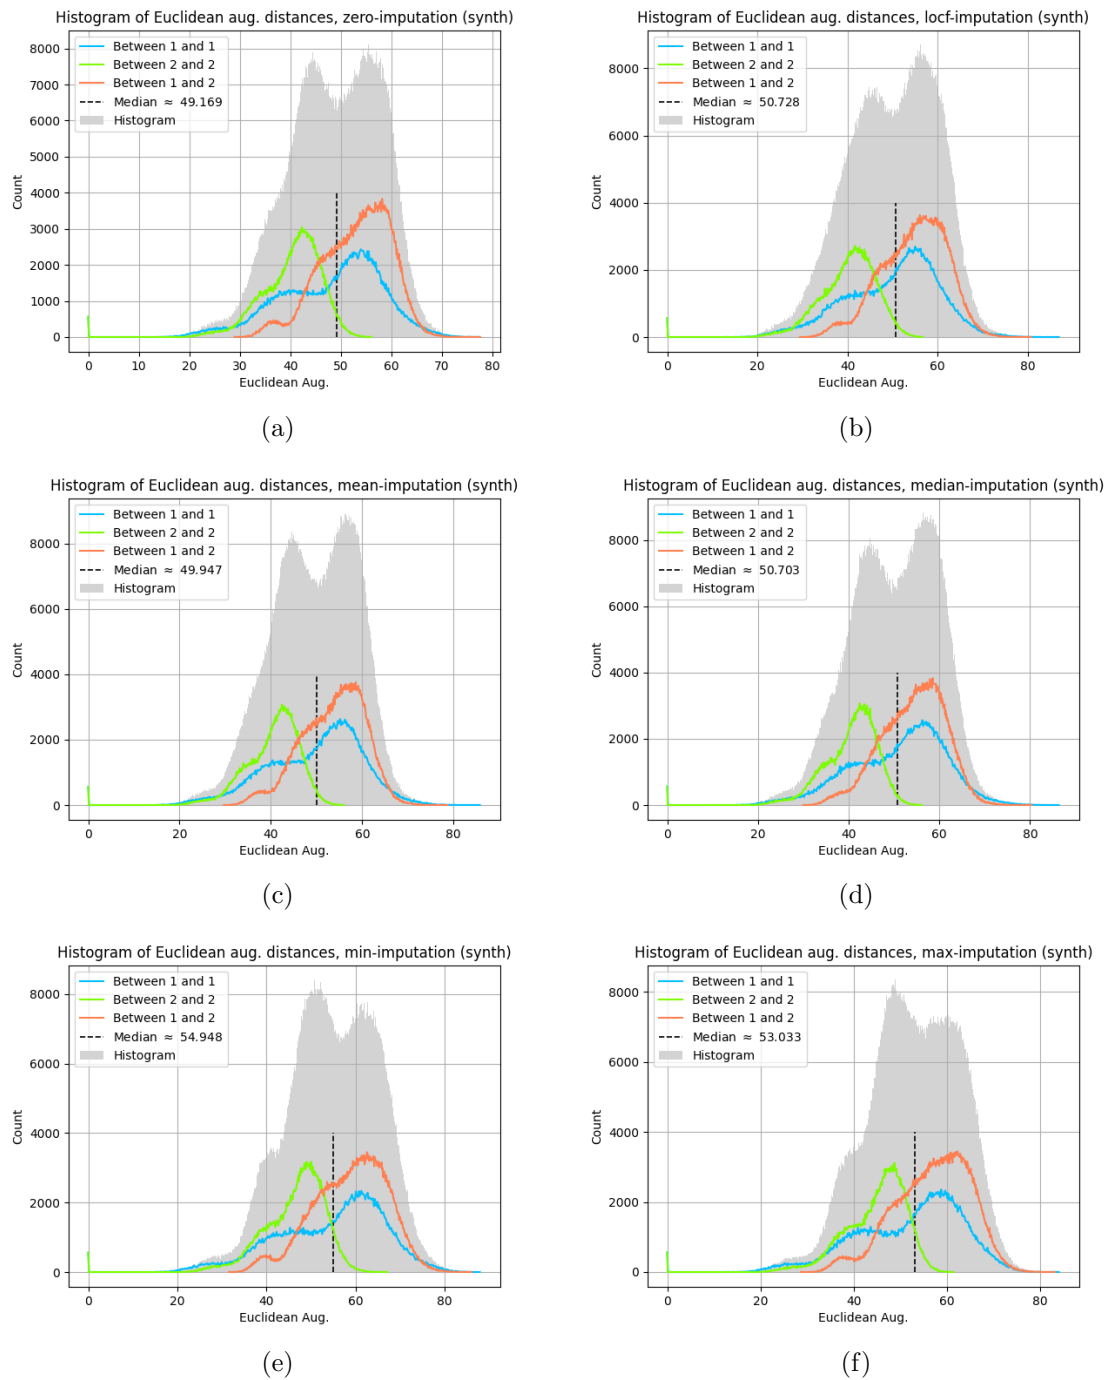 Histogram of Euclidean aug. distances, zero-imputation (synth)
Between 1 and 1
Between 2 and 2
Between 1 and 2
Median ≈ 49.169
Histogram
Count
8000
7000
6000
5000
4000
3000
2000
1000
0
0 10 20 30 40 50 60 70 80
Euclidean Aug.
(a)
Histogram of Euclidean aug. distances, locf-imputation (synth)
Between 1 and 1
Between 2 and 2
Between 1 and 2
Median ≈ 50.728
Histogram
Count
8000
6000
4000
2000
0
0 20 40 60 80
Euclidean Aug.
(b)
Histogram of Euclidean aug. distances, mean-imputation (synth)
Between 1 and 1
Between 2 and 2
Between 1 and 2
Median ≈ 49.947
Histogram
Count
8000
6000
4000
2000
0
0 20 40 60 80
Euclidean Aug.
(c)
Histogram of Euclidean aug. distances, median-imputation (synth)
Between 1 and 1
Between 2 and 2
Between 1 and 2
Median ≈ 50.703
Histogram
Count
8000
6000
4000
2000
0
0 20 40 60 80
Euclidean Aug.
(d)
Histogram of Euclidean aug. distances, min-imputation (synth)
Between 1 and 1
Between 2 and 2
Between 1 and 2
Median ≈ 54.948
Histogram
Count
8000
6000
4000
2000
0
0 20 40 60 80
Euclidean Aug.
(e)
Histogram of Euclidean aug. distances, max-imputation (synth)
Between 1 and 1
Between 2 and 2
Between 1 and 2
Median ≈ 53.033
Histogram
Count
8000
6000
4000
2000
0
0 20 40 60 80
Euclidean Aug.
(f)